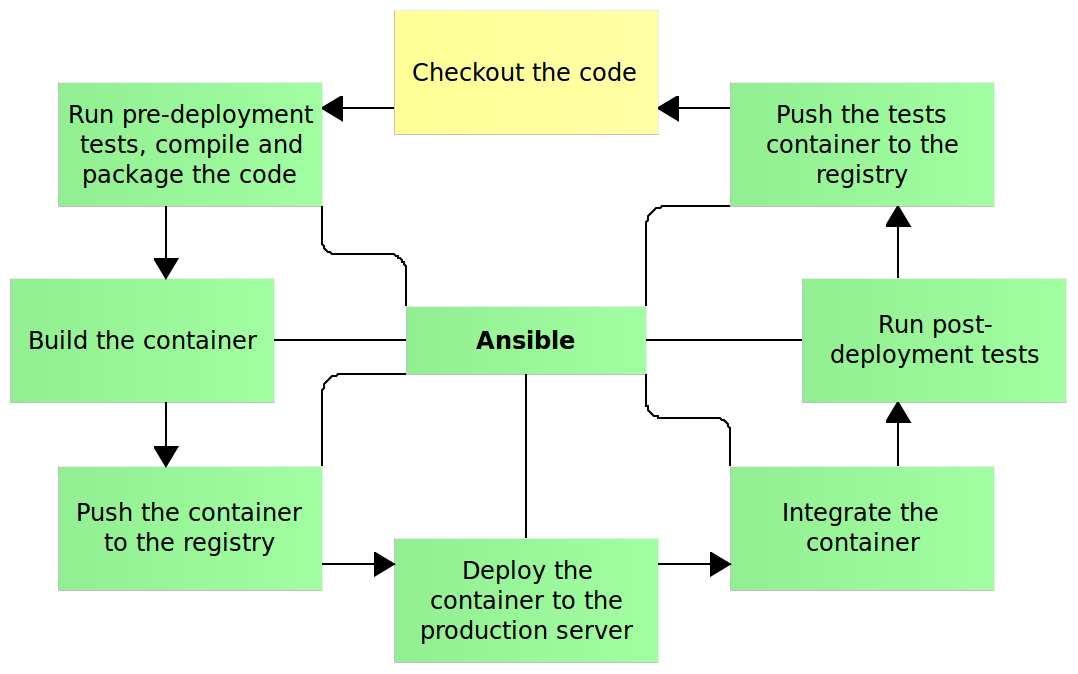 Checkout the code
Run pre-deployment
tests, compile and
package the code
Push the tests
container to the
registry
Build the container
Ansible
Run post-
deployment tests
Push the container
to the registry
Deploy the
container to the
production server
Integrate the
container